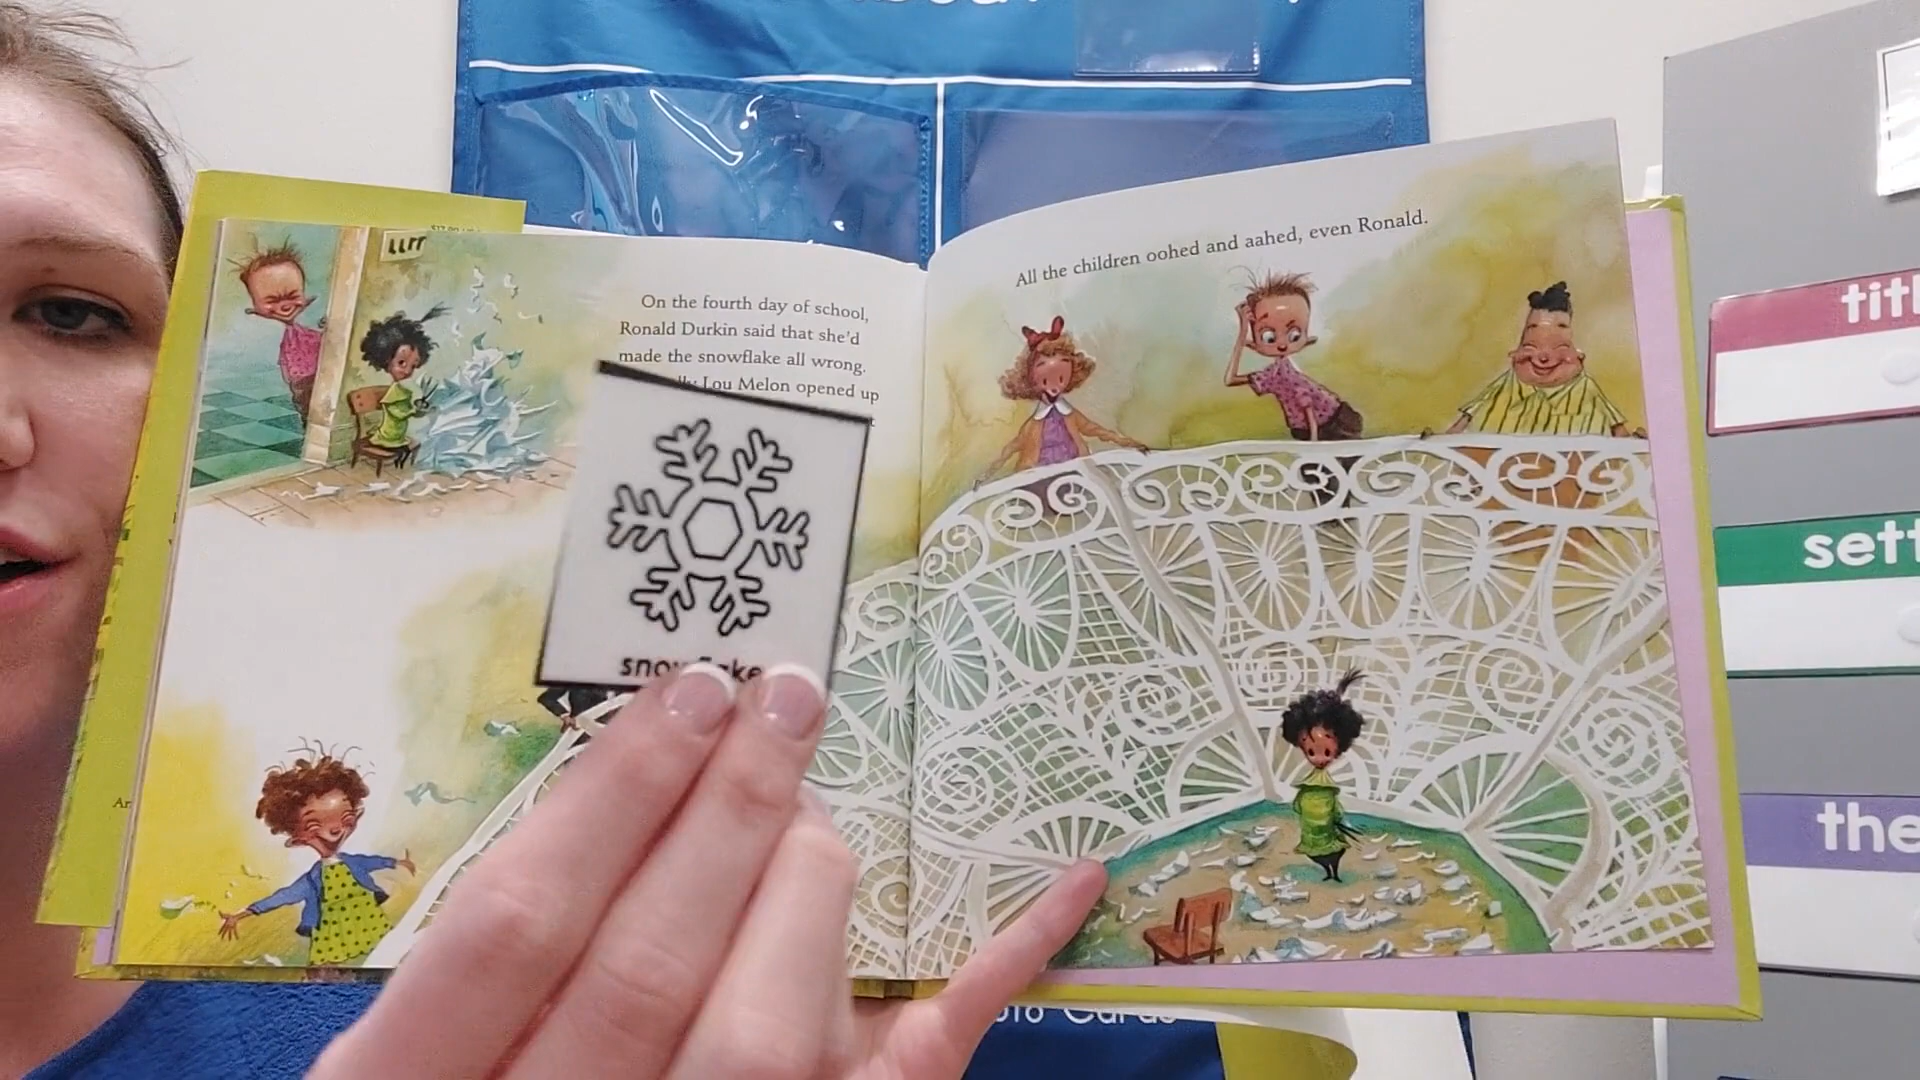 On the fourth day of school,
Ronald Durkin said that she'd
made the snowflake all wrong.
Lou Melon opened up
All the children oohed and aahed, even Ronald.
snowflake
titl
sett
the